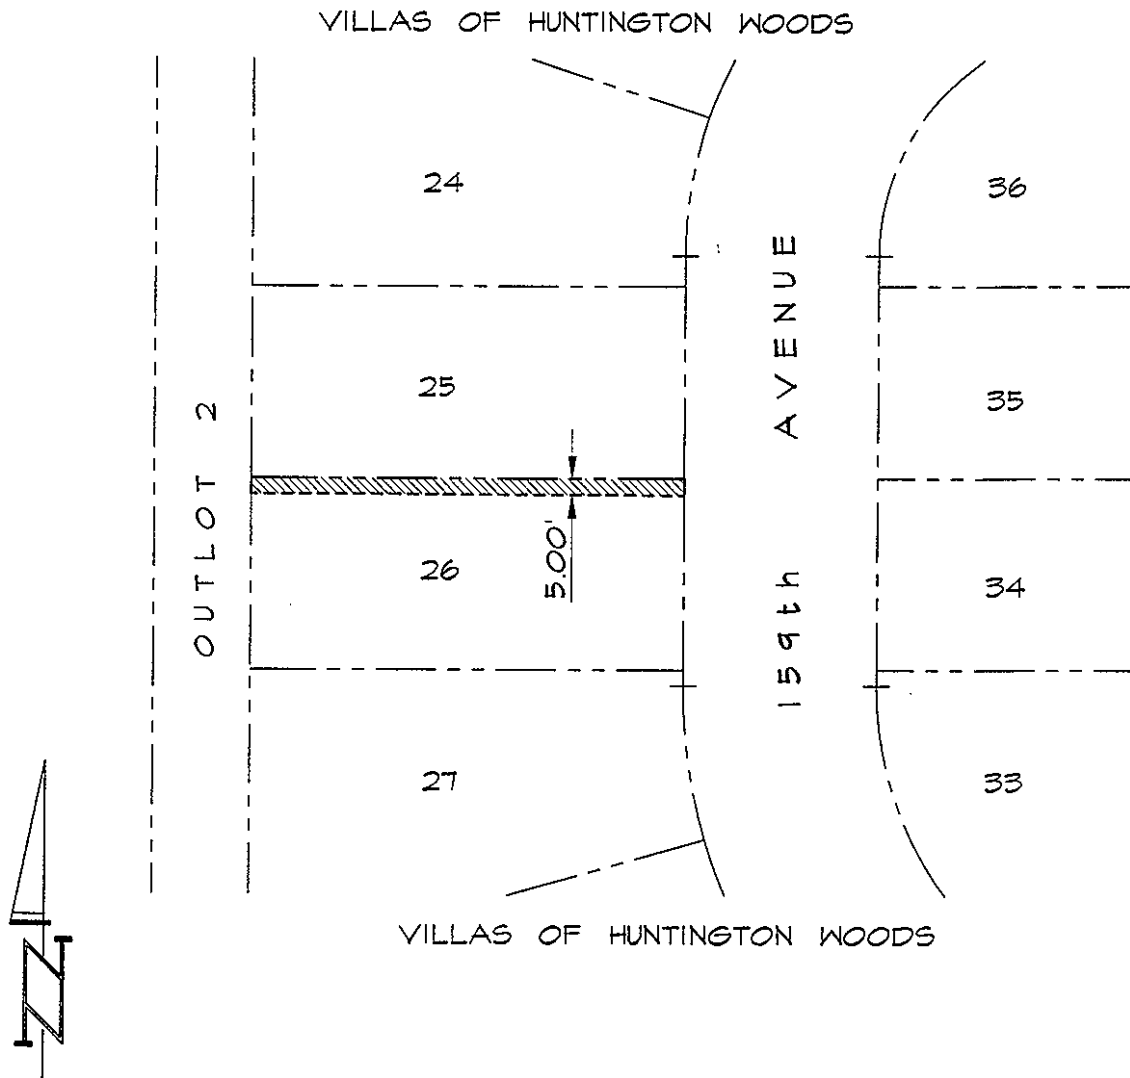 VILLAS OF HUNTINGTON WOODS
24
36
25
35
OUTLOT 2
159th AVENUE
5.00'
26
34
27
33
VILLAS OF HUNTINGTON WOODS
N